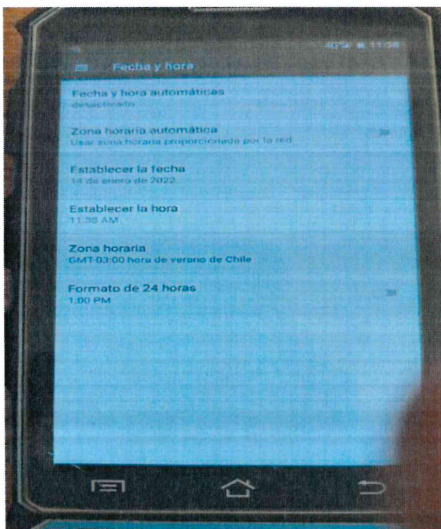 40% 11:38
Fecha y hora
Fecha y hora automáticas
desactivado
Zona horaria automática
Usar zona horaria proporcionada por la red
Establecer la fecha
14 de enero de 2022
Establecer la hora
11:38 AM
Zona horaria
GMT-03:00 hora de verano de Chile
Formato de 24 horas
1:00 PM